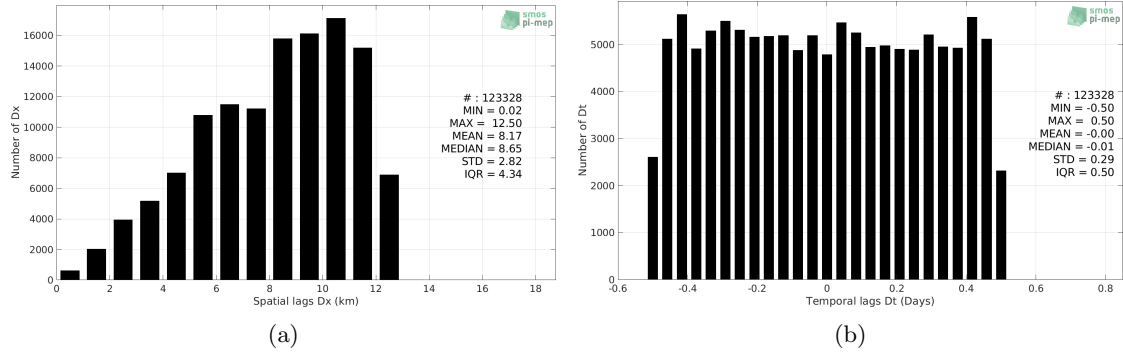 smos
pi-mep
16000
14000
12000
10000
8000
6000
4000
2000
0
Number of Dx
# : 123328
MIN = 0.02
MAX = 12.50
MEAN = 8.17
MEDIAN = 8.65
STD = 2.82
IQR = 4.34
0 2 4 6 8 10 12 14 16 18
Spatial lags Dx (km)
(a)
smos
pi-mep
5000
4000
3000
2000
1000
0
Number of Dt
# : 123328
MIN = -0.50
MAX = 0.50
MEAN = -0.00
MEDIAN = -0.01
STD = 0.29
IQR = 0.50
-0.6 -0.4 -0.2 0 0.2 0.4 0.6 0.8
Temporal lags Dt (Days)
(b)